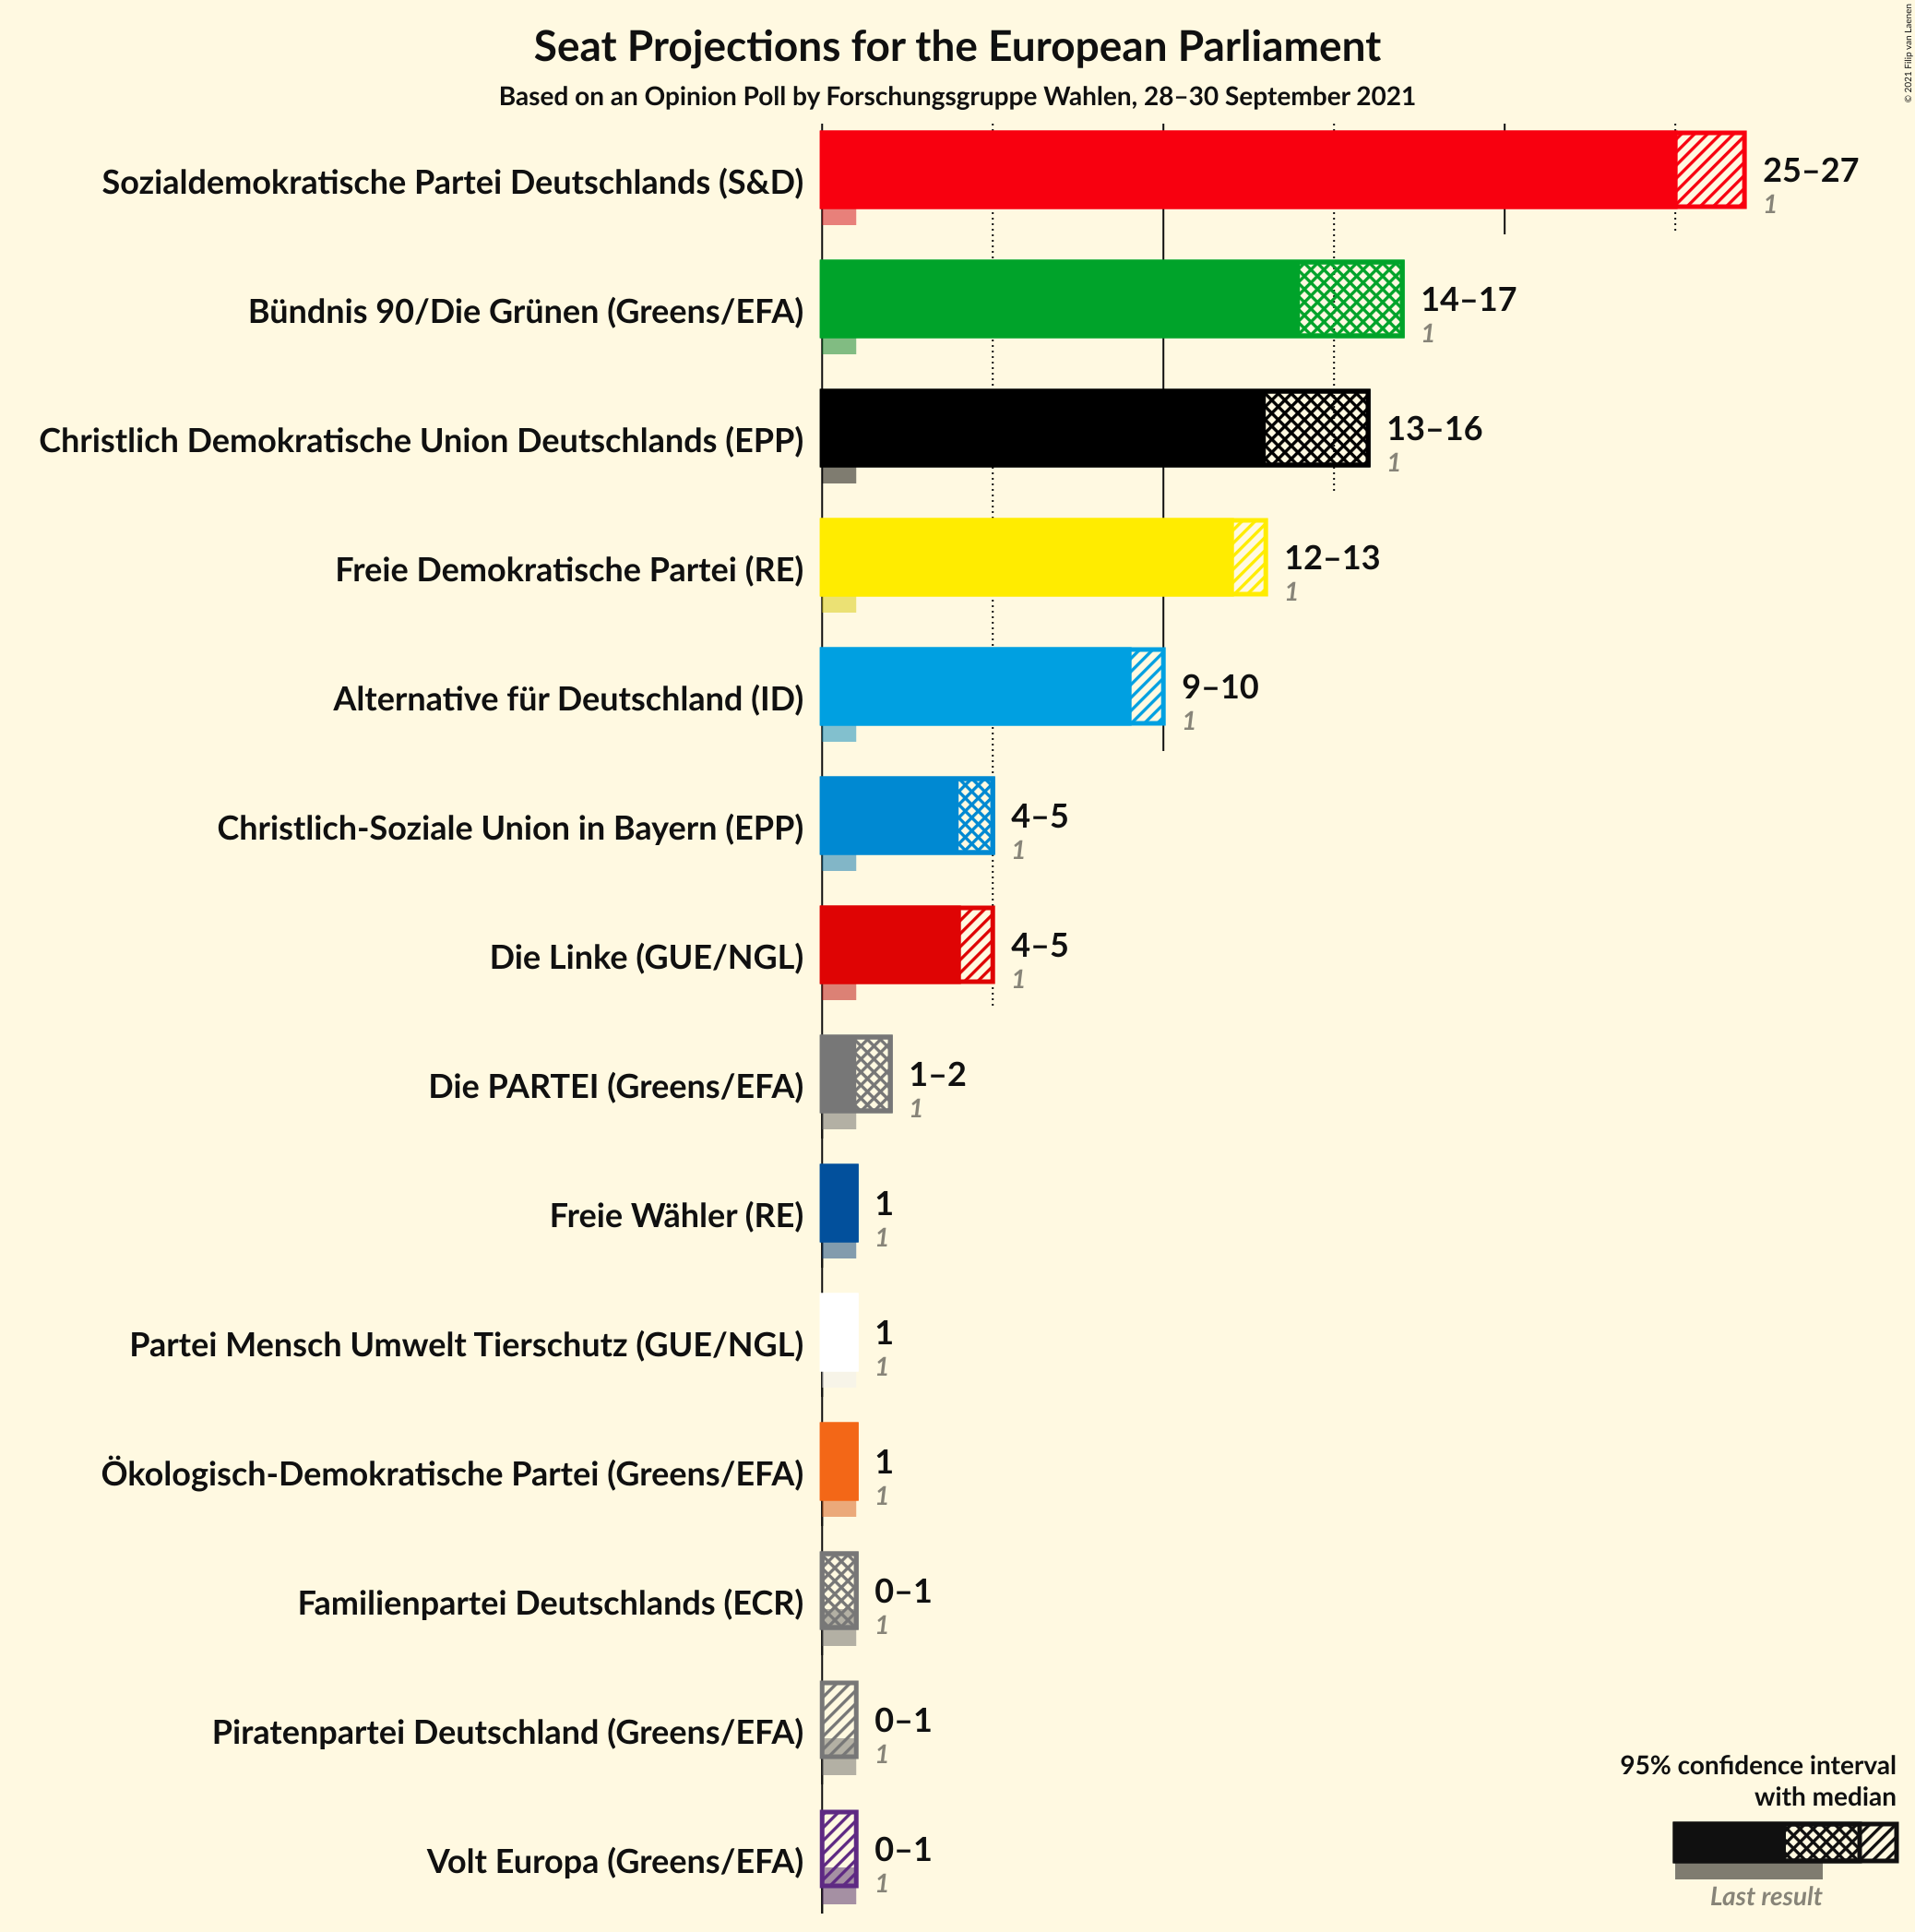 Seat Projections for the European Parliament
Based on an Opinion Poll by Forschungsgruppe Wahlen, 28–30 September 2021
© 2021 Filip van Laenen
Sozialdemokratische Partei Deutschlands (S&D)
25–27
1
Bündnis 90/Die Grünen (Greens/EFA)
14–17
1
Christlich Demokratische Union Deutschlands (EPP)
13–16
1
Freie Demokratische Partei (RE)
12–13
1
Alternative für Deutschland (ID)
9–10
1
Christlich-Soziale Union in Bayern (EPP)
4–5
1
Die Linke (GUE/NGL)
4–5
1
Die PARTEI (Greens/EFA)
1–2
1
Freie Wähler (RE)
1
1
Partei Mensch Umwelt Tierschutz (GUE/NGL)
1
1
Ökologisch-Demokratische Partei (Greens/EFA)
1
1
Familienpartei Deutschlands (ECR)
0–1
1
Piratenpartei Deutschland (Greens/EFA)
0–1
1
Volt Europa (Greens/EFA)
0–1
1
95% confidence interval
with median
Last result